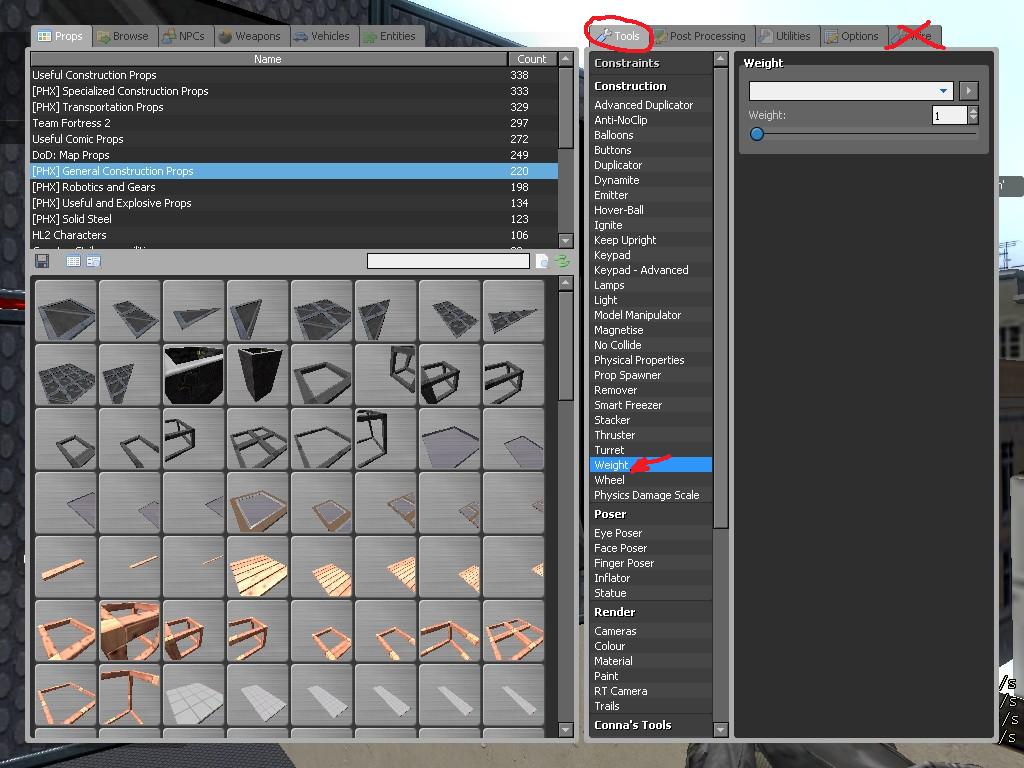 Props Browse NPCs Weapons Vehicles Entities
Name Count
Useful Construction Props 338
[PHX] Specialized Construction Props 333
[PHX] Transportation Props 329
Team Fortress 2 297
Useful Comic Props 272
DoD: Map Props 249
[PHX] General Construction Props 220
[PHX] Robotics and Gears 198
[PHX] Useful and Explosive Props 134
[PHX] Solid Steel 123
HL2 Characters 106
Tools Post Processing Utilities Options
Constraints
Construction
Advanced Duplicator
Anti-NoClip
Balloons
Buttons
Duplicator
Dynamite
Emitter
Hover-Ball
Ignite
Keep Upright
Keypad
Keypad - Advanced
Lamps
Light
Model Manipulator
Magnetise
No Collide
Physical Properties
Prop Spawner
Remover
Smart Freezer
Stacker
Thruster
Turret
Weight
Wheel
Physics Damage Scale
Poser
Eye Poser
Face Poser
Finger Poser
Inflator
Statue
Render
Cameras
Colour
Material
Paint
RT Camera
Trails
Conna's Tools
Weight
Weight: 1
/s
/s
/s
/s